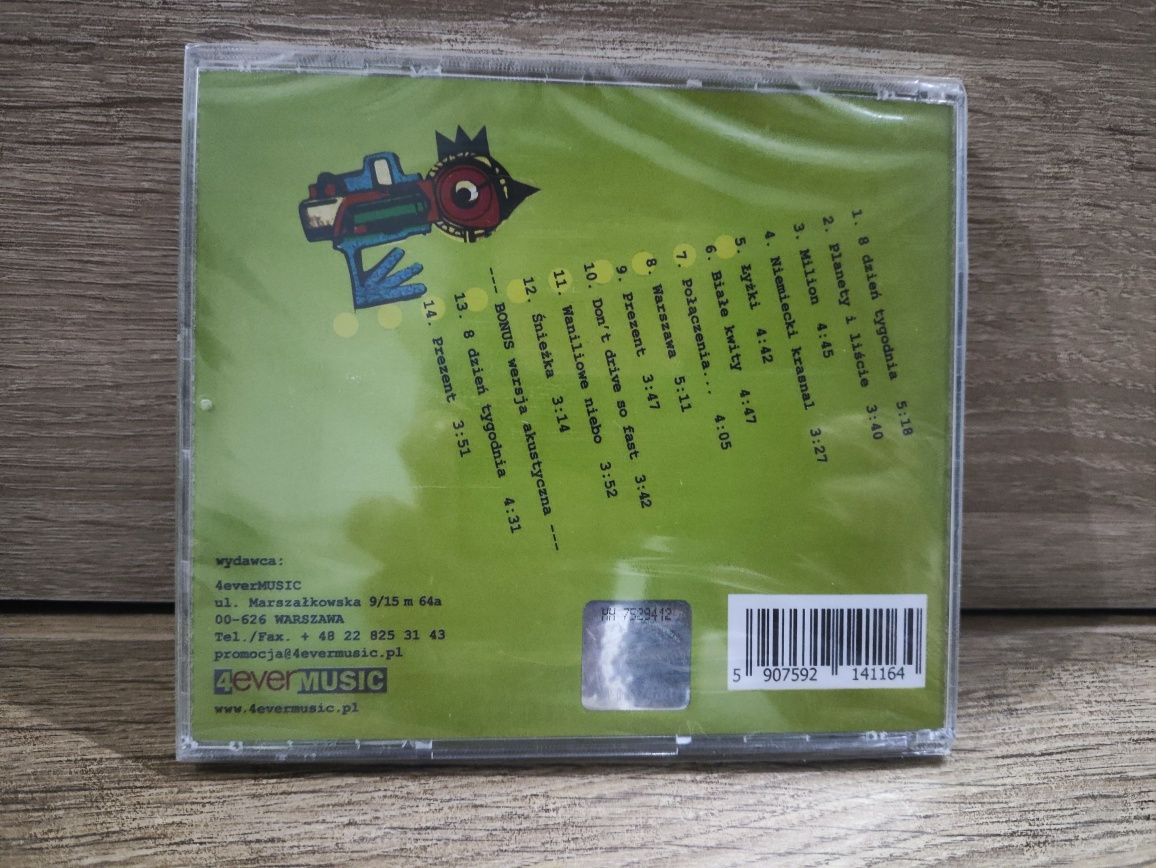 1. 8 dzień tygodnia 5:18
2. Planety i liście 3:40
3. Milion 4:45
4. Niemiecki krasnal 3:27
5. Łyżki 4:42
6. Białe kwity 4:47
7. Połączenia... 4:05
8. Warszawa 5:11
9. Prezent 3:47
10. Don't drive so fast 3:42
11. Waniliowe niebo 3:52
12. Śnieżka 3:14
--- BONUS wersja akustyczna ---
13. 8 dzień tygodnia 4:31
14. Prezent 3:51
wydawca:
4everMUSIC
ul. Marszałkowska 9/15 m 64a
00-626 WARSZAWA
Tel./Fax. + 48 22 825 31 43
promocja@4evermusic.pl
4everMUSIC
www.4evermusic.pl
7529412
5 907592 141164